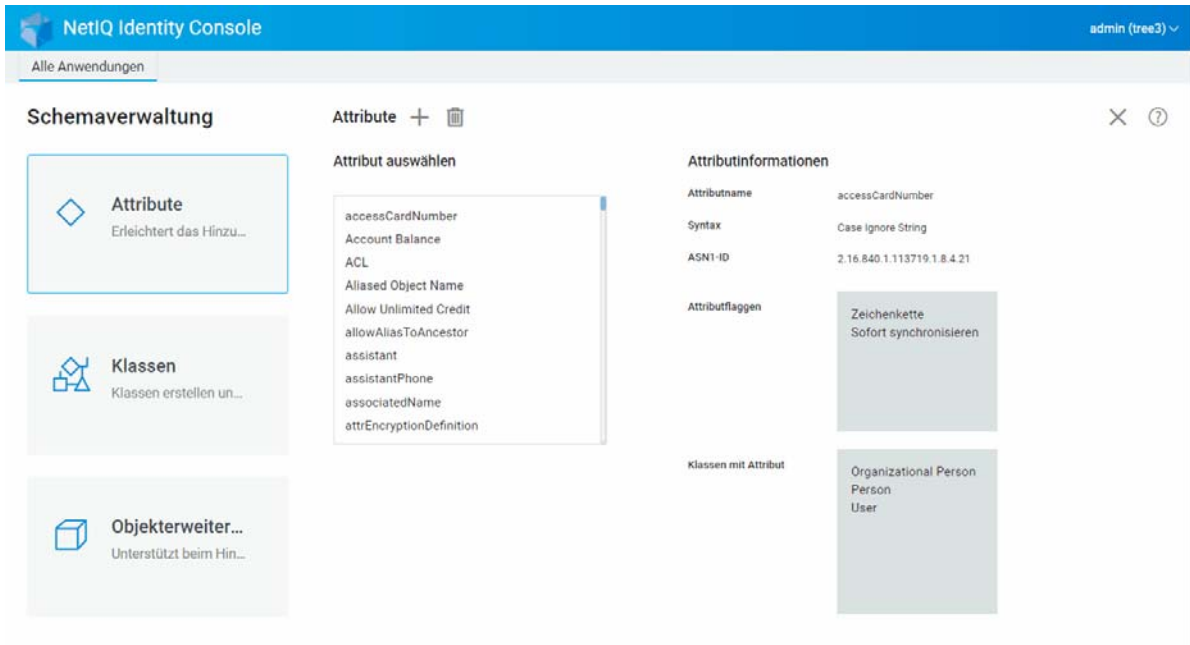 NetIQ Identity Console
admin (tree3)
Alle Anwendungen
Schemaverwaltung
Attribute
Erleichtert das Hinzu...
Klassen
Klassen erstellen un...
Objekterweiter...
Unterstützt beim Hin...
Attribute
Attribut auswählen
accessCardNumber
Account Balance
ACL
Aliased Object Name
Allow Unlimited Credit
allowAliasToAncestor
assistant
assistantPhone
associatedName
attrEncryptionDefinition
Attributinformationen
Attributname accessCardNumber
Syntax Case Ignore String
ASN1-ID 2.16.840.1.113719.1.8.4.21
Attributflaggen
Zeichenkette
Sofort synchronisieren
Klassen mit Attribut
Organizational Person
Person
User